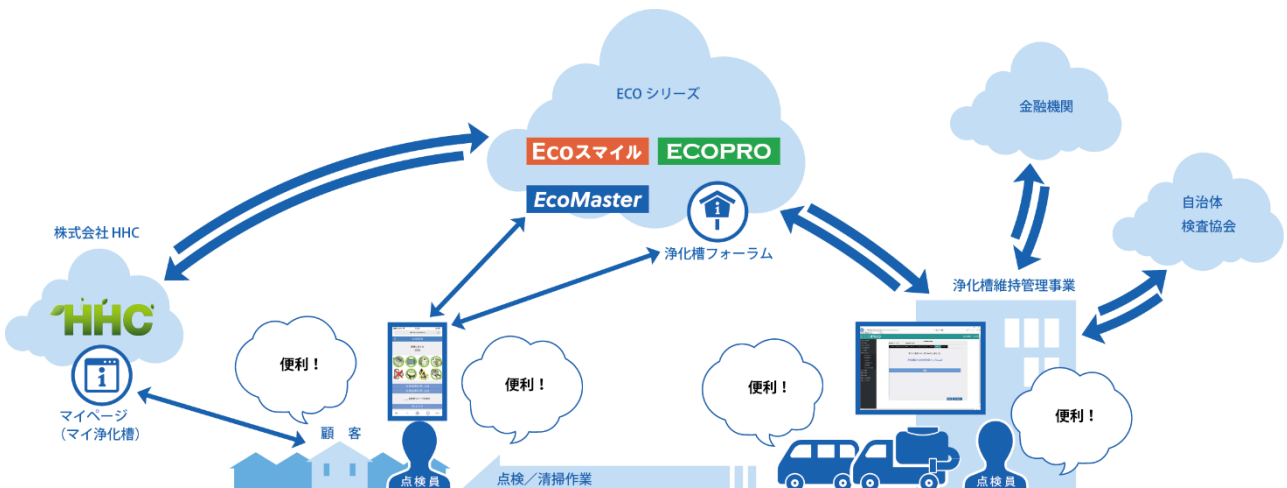 ECO シリーズ
Ecoスマイル
ECOPRO
EcoMaster
浄化槽フォーラム
金融機関
自治体
検査協会
株式会社 HHC
HHC
マイページ
（マイ浄化槽）
浄化槽維持管理事業
便利！
便利！
便利！
便利！
顧 客
点検員
点検／清掃作業
点検員